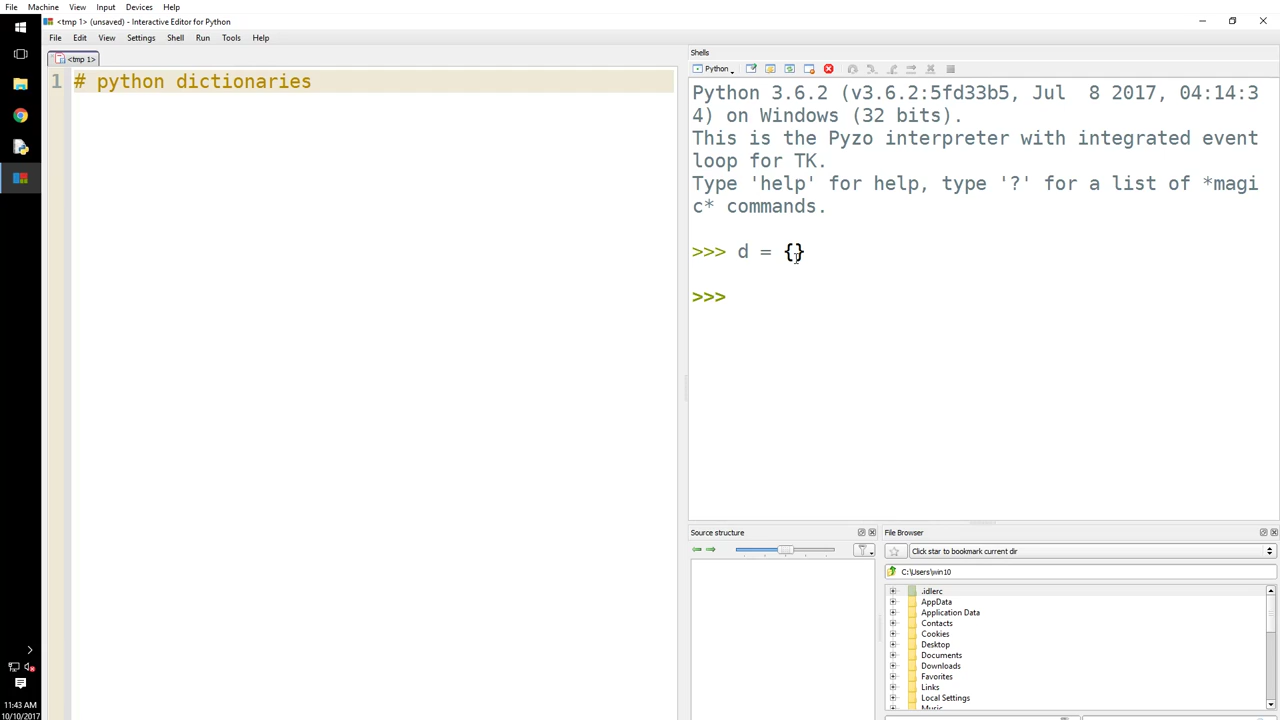 File Machine View Input Devices Help
<tmp 1> (unsaved) - Interactive Editor for Python
File Edit View Settings Shell Run Tools Help
<tmp 1>
1 # python dictionaries
Shells
Python
Python 3.6.2 (v3.6.2:5fd33b5, Jul  8 2017, 04:14:3
4) on Windows (32 bits).
This is the Pyzo interpreter with integrated event
loop for TK.
Type 'help' for help, type '?' for a list of *magi
c* commands.
>>> d = {}
>>>
Source structure
File Browser
Click star to bookmark current dir
C:\Users\win10
.idlerc
AppData
Application Data
Contacts
Cookies
Desktop
Documents
Downloads
Favorites
Links
Local Settings
Music
11:43 AM
10/10/2017